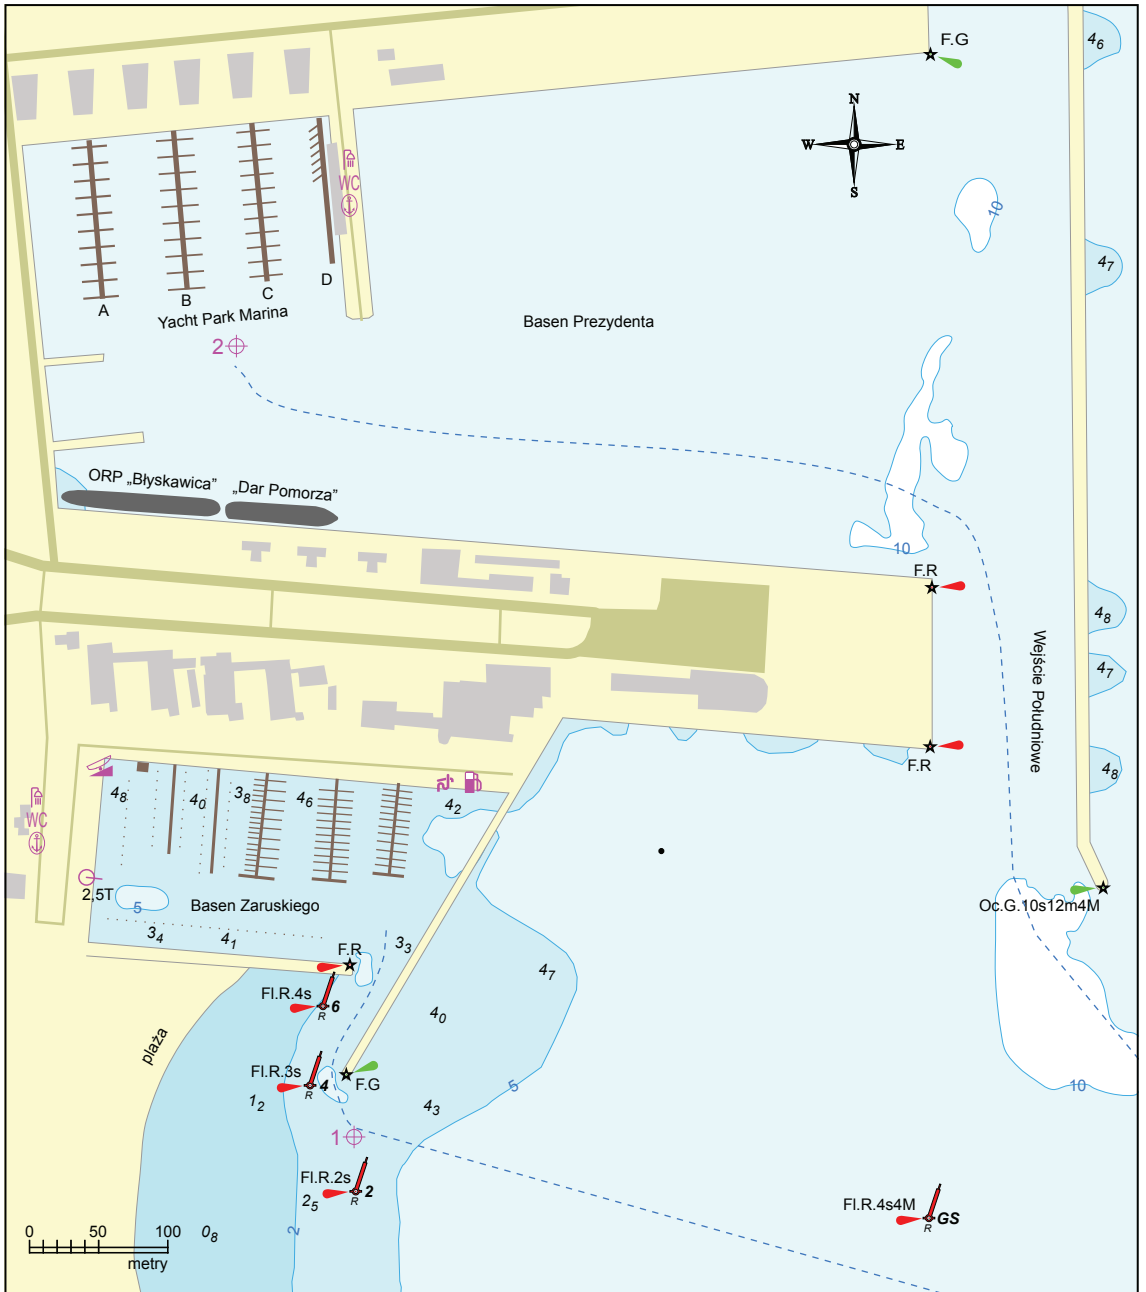 F.G
4₆
N
W E
S
WC
10
4₇
A
B
C
D
Yacht Park Marina
Basen Prezydenta
2
ORP „Błyskawica”
„Dar Pomorza”
10
F.R
4₈
Wejście Południowe
4₇
F.R
4₈
4₈
4₀
3₈
4₆
4₂
WC
2,5T
5
Basen Zaruskiego
Oc.G.10s12m4M
3₄
4₁
F.R
3₃
4₇
Fl.R.4s
6
R
4₀
plaża
Fl.R.3s
4
R
F.G
1₂
4₃
5
10
1
Fl.R.2s
2
R
2₅
Fl.R.4s4M
GS
R
0 50 100
metry
0₈
2